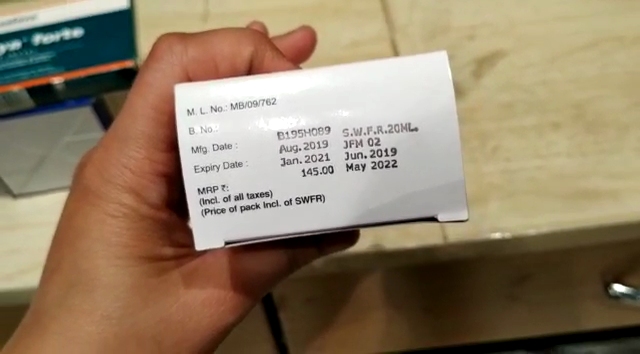 forte
M. L. No.: MB/09/762
B. No.: B195H089 S.W.F.R.20ML.
Mfg. Date : Aug.2019 JFM 02
Expiry Date : Jan.2021 Jun.2019
MRP ₹: 145.00 May 2022
(Incl. of all taxes)
(Price of pack Incl. of SWFR)